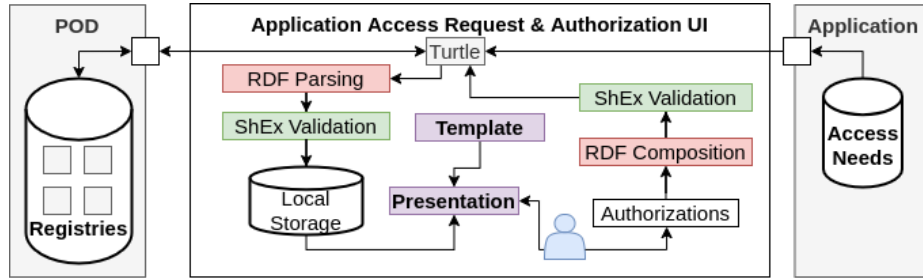 POD
Application Access Request & Authorization UI
Application
Turtle
RDF Parsing
ShEx Validation
ShEx Validation
Template
Access
Needs
RDF Composition
Local
Storage
Presentation
Authorizations
Registries